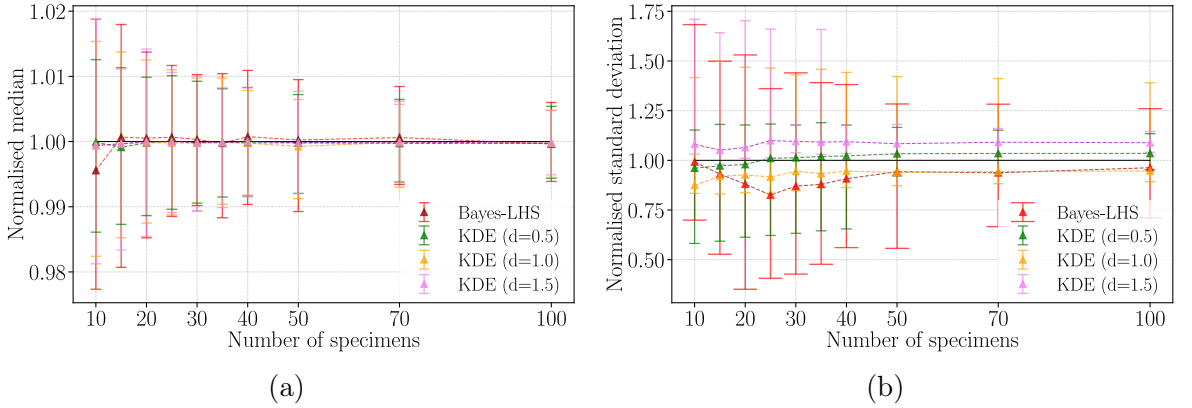 1.02
1.01
1.00
0.99
0.98
Normalised median
10 20 30 40 50 70 100
Number of specimens
Bayes-LHS
KDE (d=0.5)
KDE (d=1.0)
KDE (d=1.5)
(a)
1.75
1.50
1.25
1.00
0.75
0.50
Normalised standard deviation
10 20 30 40 50 70 100
Number of specimens
Bayes-LHS
KDE (d=0.5)
KDE (d=1.0)
KDE (d=1.5)
(b)